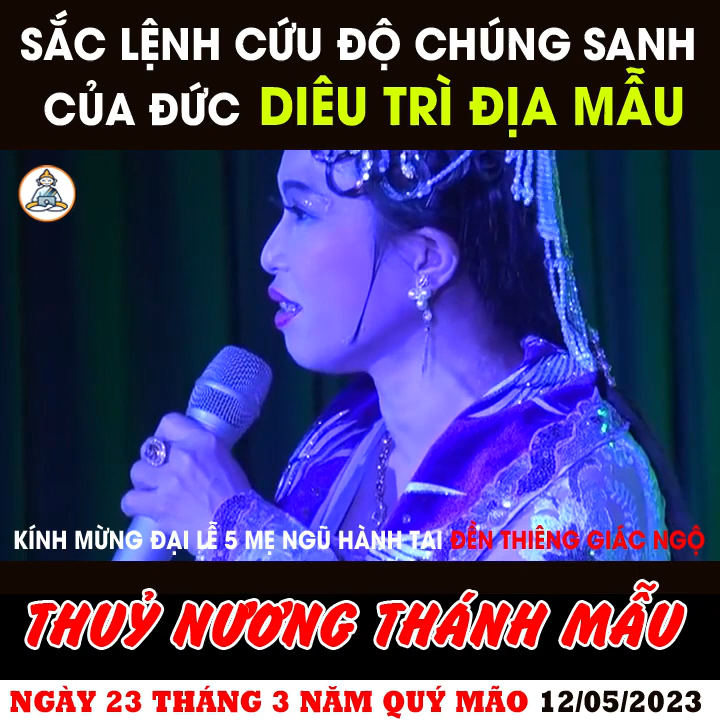 SẮC LỆNH CỨU ĐỘ CHÚNG SANH
CỦA ĐỨC DIÊU TRÌ ĐỊA MẪU
KÍNH MỪNG ĐẠI LỄ 5 MẸ NGŨ HÀNH TAI ĐỀN THIÊNG GIÁC NGỘ
THUỶ NƯƠNG THÁNH MẪU
NGÀY 23 THÁNG 3 NĂM QUÝ MÃO 12/05/2023